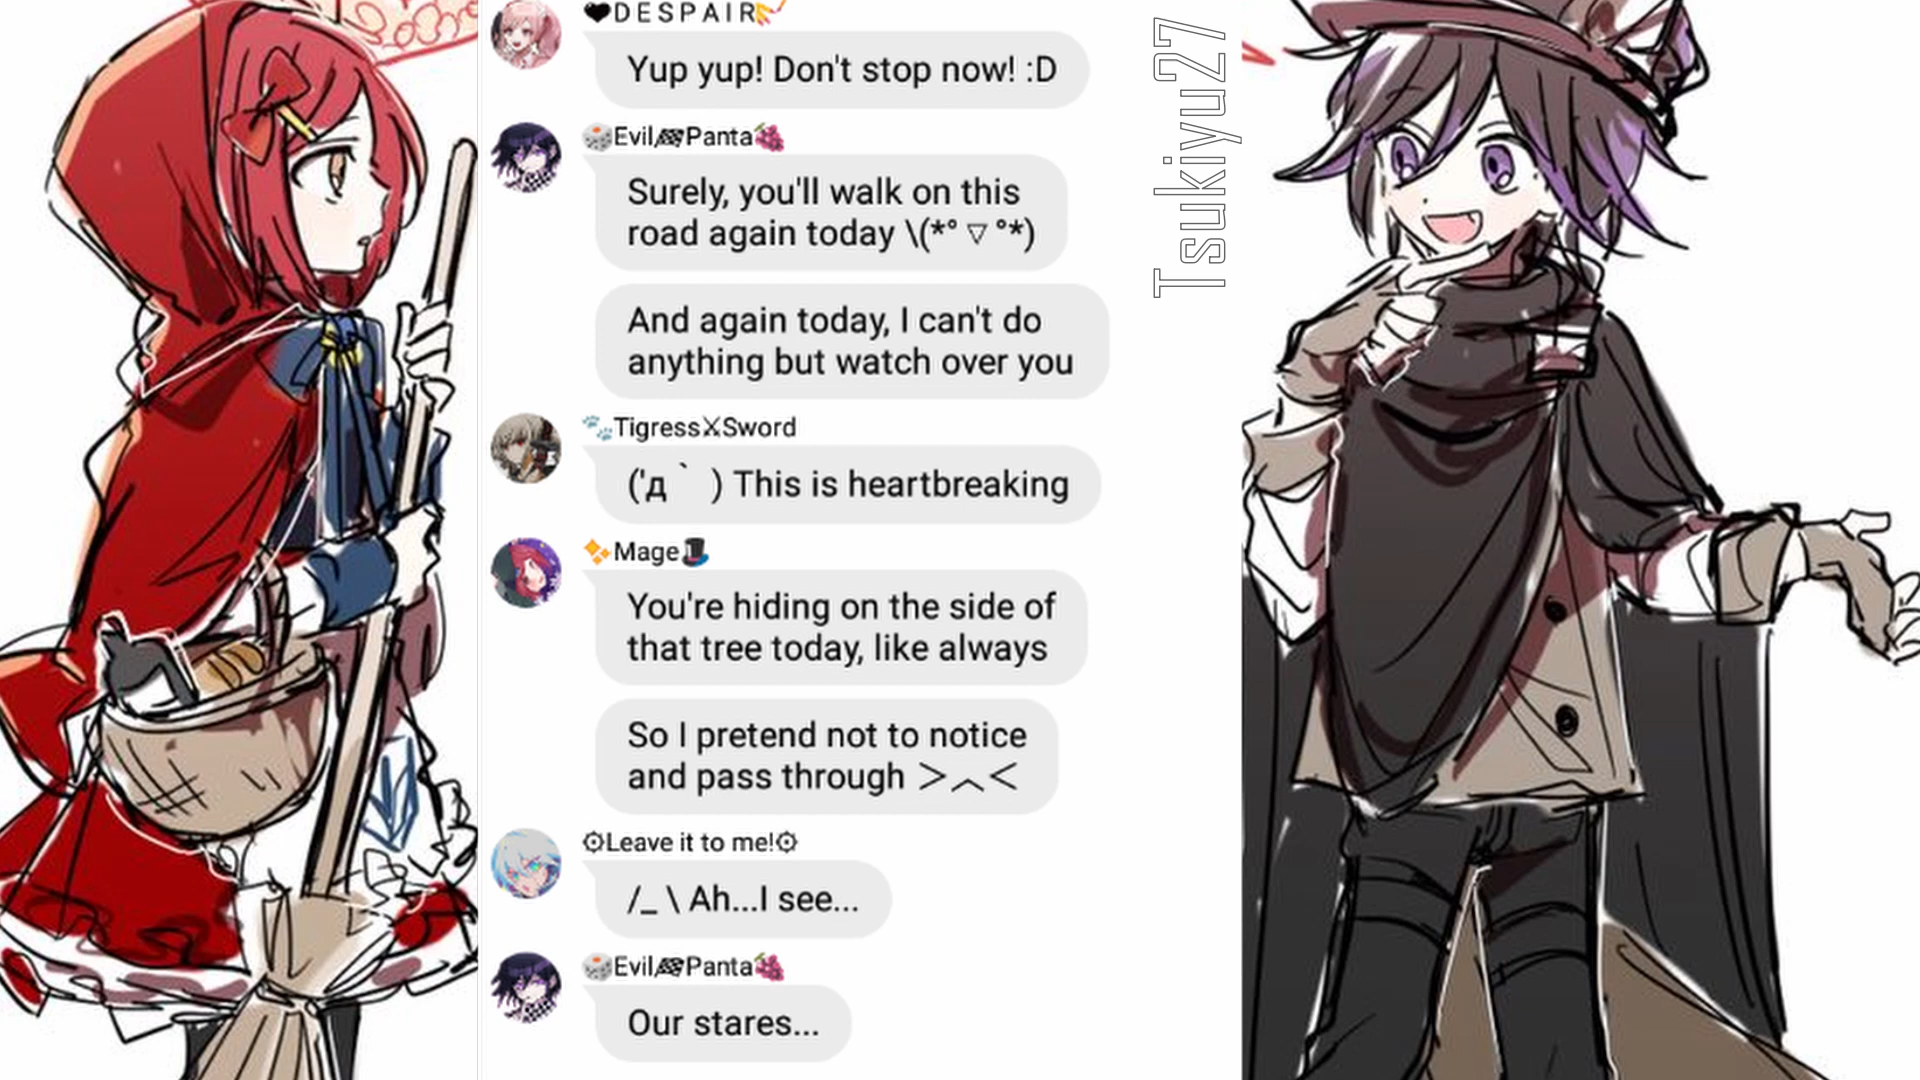 🖤D E S P A I R
Yup yup! Don't stop now! :D
🎲Evil🏁Panta🍇
Surely, you'll walk on this
road again today \(*° ▽ °*)
And again today, I can't do
anything but watch over you
🐾Tigress⚔Sword
('д｀ ) This is heartbreaking
✨Mage🎩
You're hiding on the side of
that tree today, like always
So I pretend not to notice
and pass through ＞︿＜
⚙Leave it to me!⚙
/_ \ Ah...I see...
🎲Evil🏁Panta🍇
Our stares...
Tsukiyu27